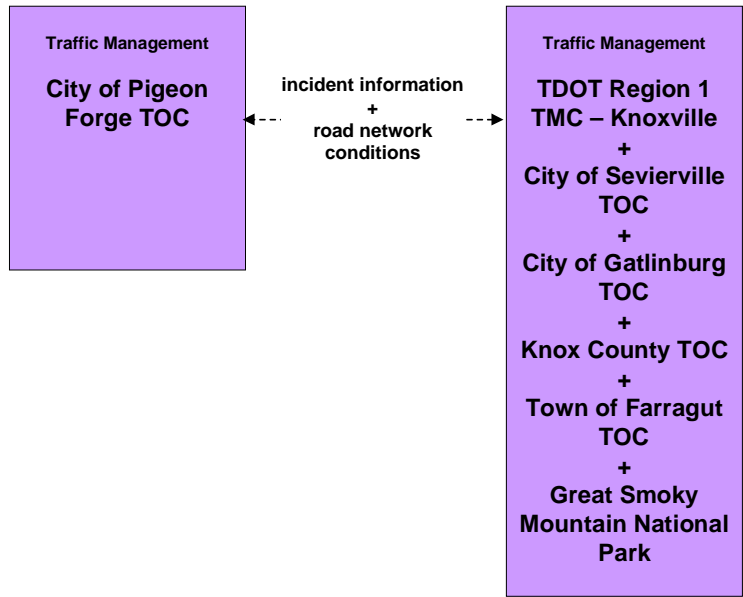 Traffic Management
City of Pigeon
Forge TOC
incident information
+
road network
conditions
Traffic Management
TDOT Region 1
TMC – Knoxville
+
City of Sevierville
TOC
+
City of Gatlinburg
TOC
+
Knox County TOC
+
Town of Farragut
TOC
+
Great Smoky
Mountain National
Park